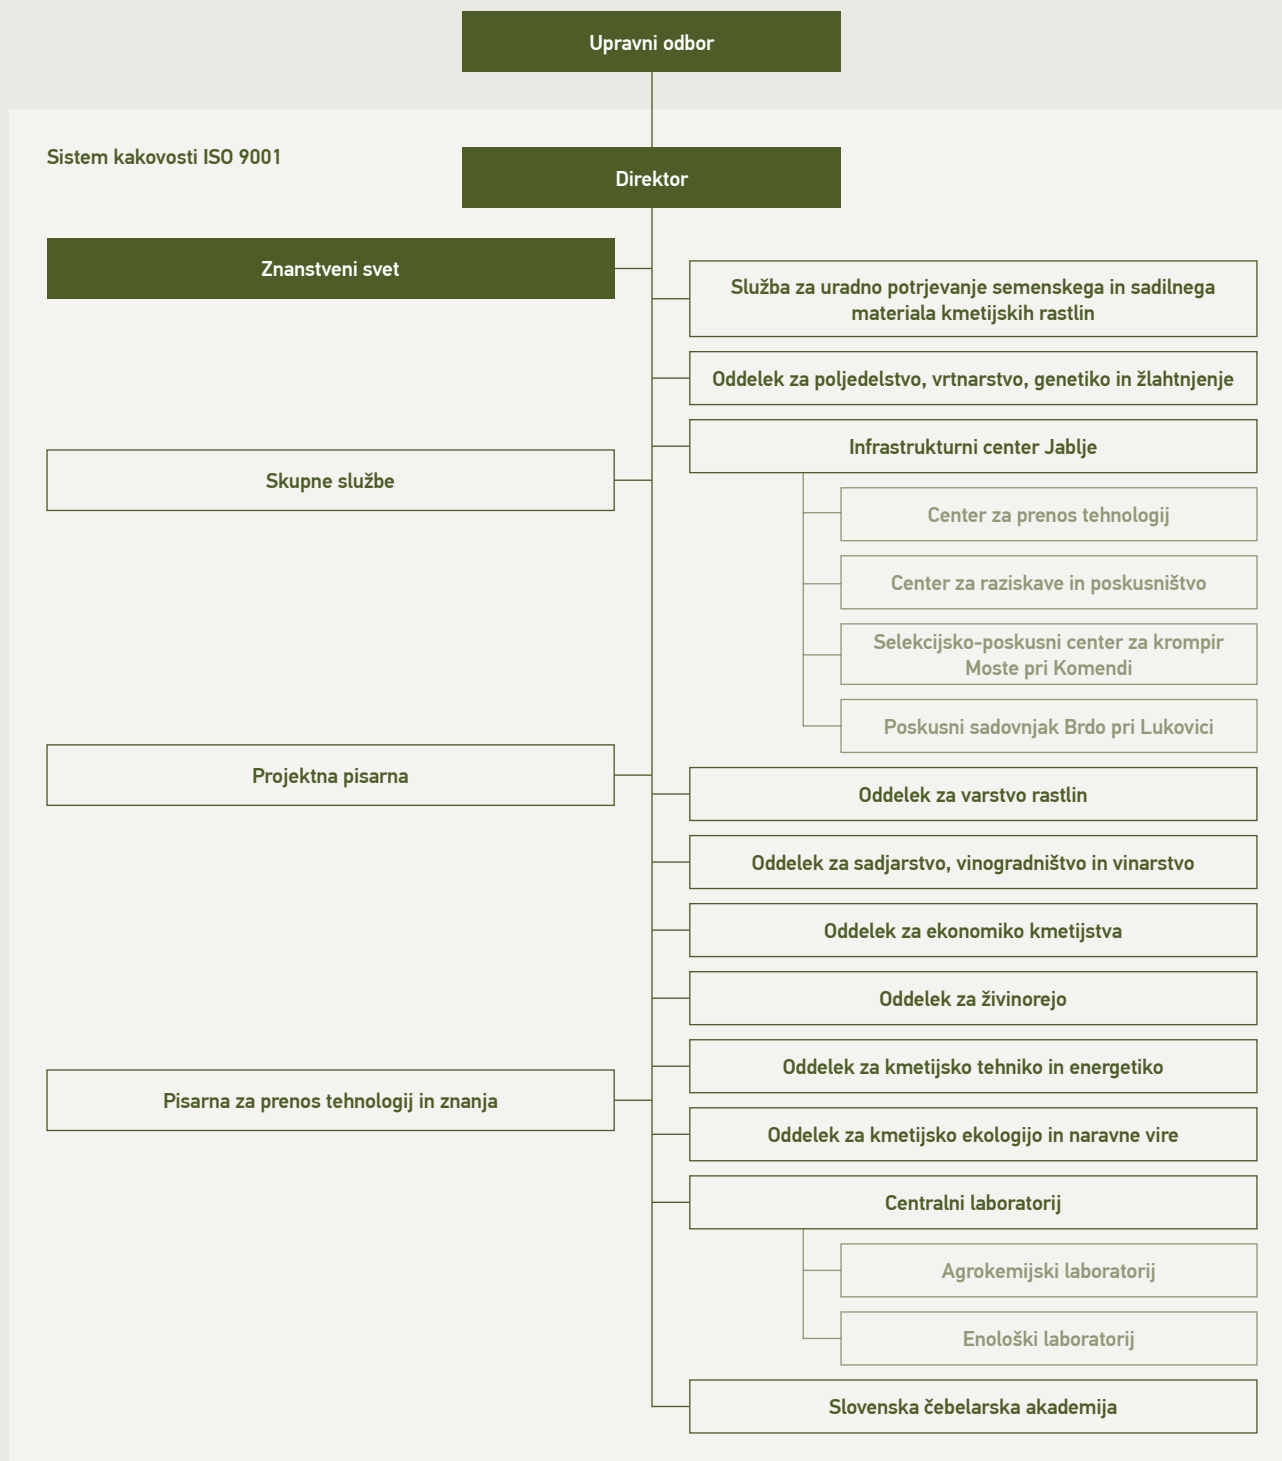 Upravni odbor
Sistem kakovosti ISO 9001
Direktor
Znanstveni svet
Služba za uradno potrjevanje semenskega in sadilnega
materiala kmetijskih rastlin
Oddelek za poljedelstvo, vrtnarstvo, genetiko in žlahtnjenje
Infrastrukturni center Jablje
Skupne službe
Center za prenos tehnologij
Center za raziskave in poskusništvo
Selekcijsko-poskusni center za krompir
Moste pri Komendi
Poskusni sadovnjak Brdo pri Lukovici
Projektna pisarna
Oddelek za varstvo rastlin
Oddelek za sadjarstvo, vinogradništvo in vinarstvo
Oddelek za ekonomiko kmetijstva
Oddelek za živinorejo
Oddelek za kmetijsko tehniko in energetiko
Pisarna za prenos tehnologij in znanja
Oddelek za kmetijsko ekologijo in naravne vire
Centralni laboratorij
Agrokemijski laboratorij
Enološki laboratorij
Slovenska čebelarska akademija